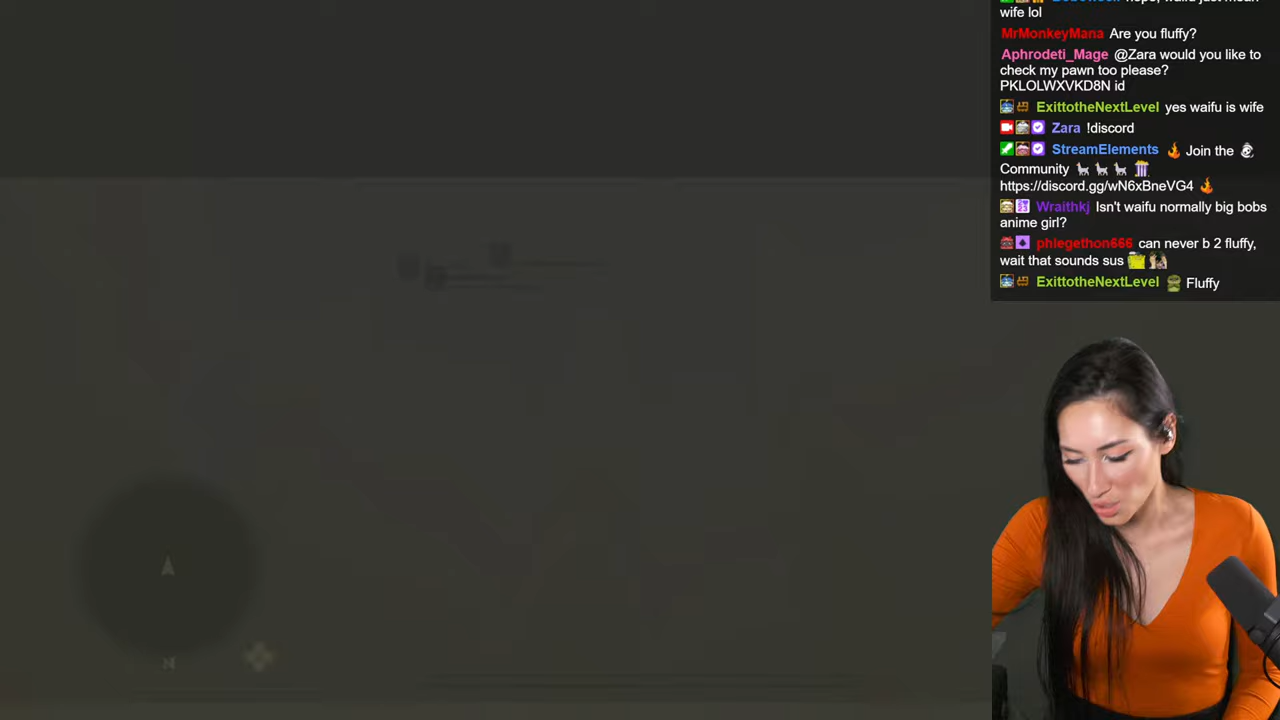 wife lol
MrMonkeyMana Are you fluffy?
Aphrodeti_Mage @Zara would you like to
check my pawn too please?
PKLOLWXVKD8N id
ExittotheNextLevel yes waifu is wife
Zara !discord
StreamElements 🔥 Join the
Community
https://discord.gg/wN6xBneVG4 🔥
Wraithkj Isn't waifu normally big bobs
anime girl?
phlegethon666 can never b 2 fluffy,
wait that sounds sus
ExittotheNextLevel Fluffy
N